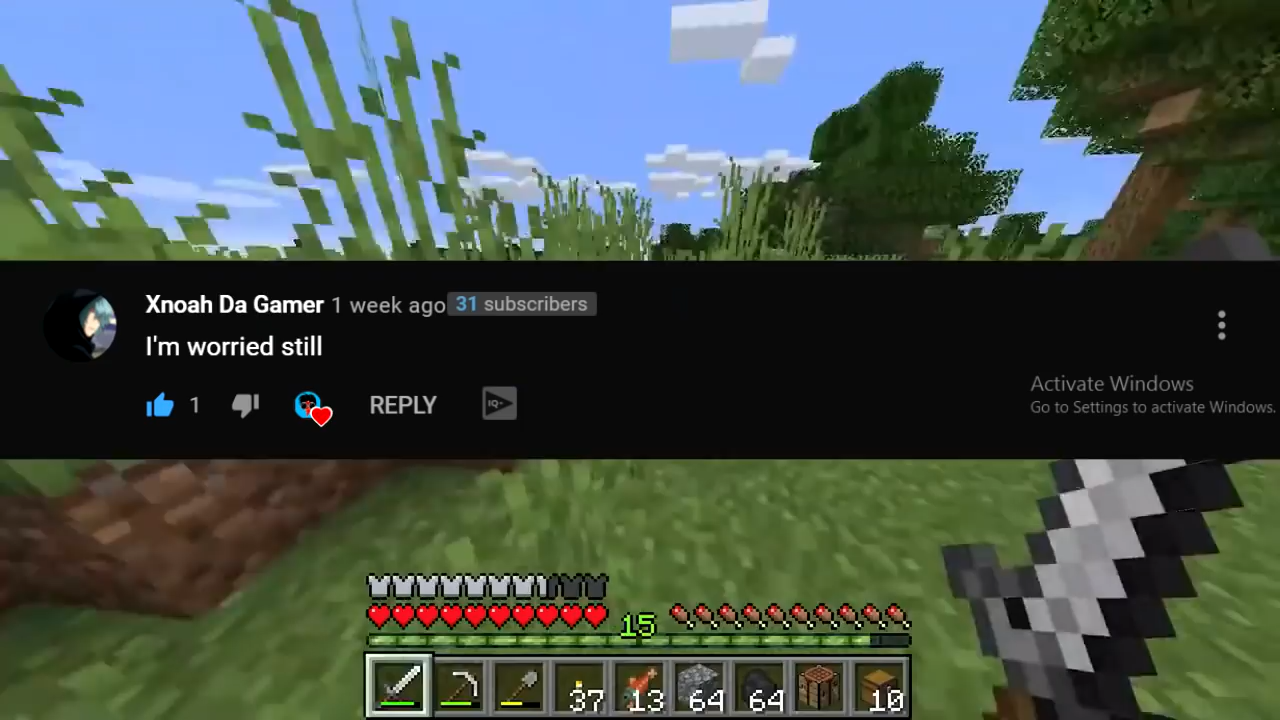 Xnoah Da Gamer 1 week ago 31 subscribers
I'm worried still
1 REPLY IQ+
Activate Windows
Go to Settings to activate Windows.
15
37 13 64 64 10